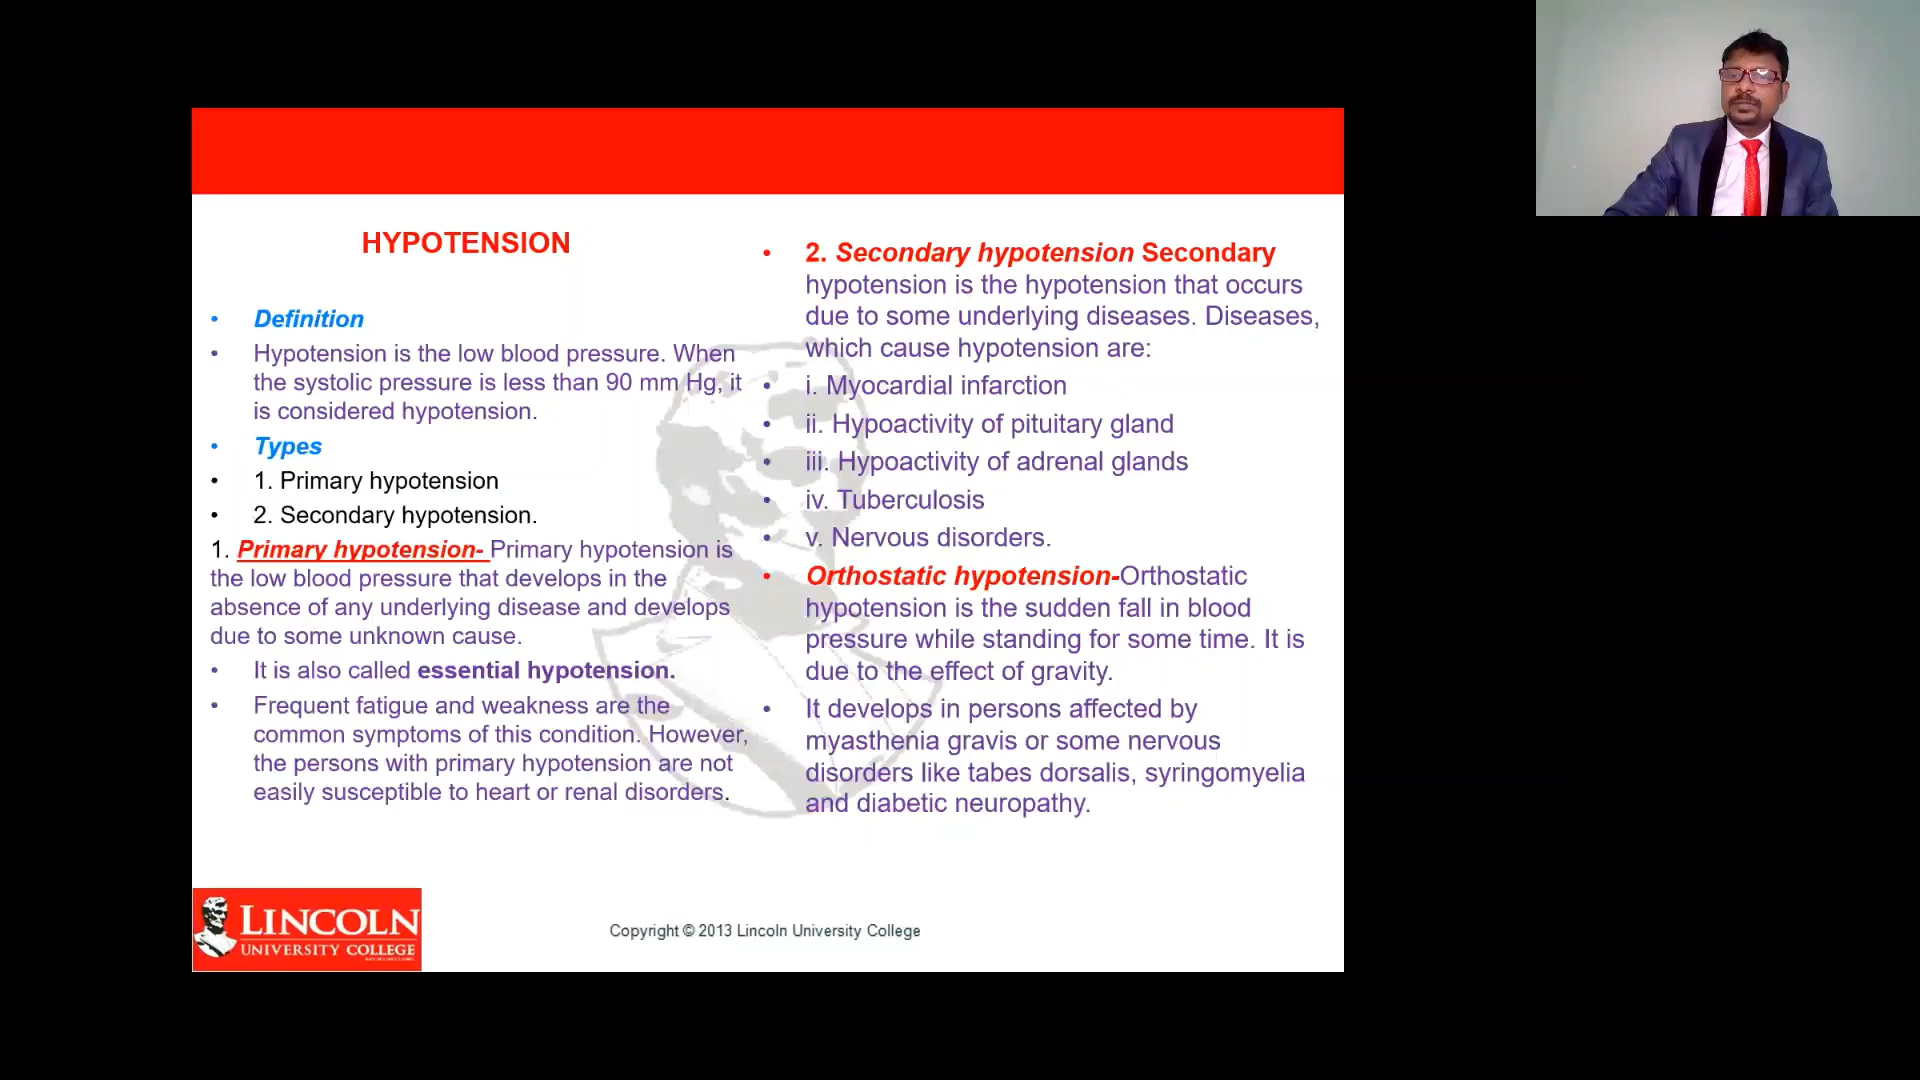 HYPOTENSION
• Definition
• Hypotension is the low blood pressure. When
the systolic pressure is less than 90 mm Hg, it
is considered hypotension.
• Types
• 1. Primary hypotension
• 2. Secondary hypotension.
1. Primary hypotension- Primary hypotension is
the low blood pressure that develops in the
absence of any underlying disease and develops
due to some unknown cause.
• It is also called essential hypotension.
• Frequent fatigue and weakness are the
common symptoms of this condition. However,
the persons with primary hypotension are not
easily susceptible to heart or renal disorders.
• 2. Secondary hypotension Secondary
hypotension is the hypotension that occurs
due to some underlying diseases. Diseases,
which cause hypotension are:
• i. Myocardial infarction
• ii. Hypoactivity of pituitary gland
• iii. Hypoactivity of adrenal glands
• iv. Tuberculosis
• v. Nervous disorders.
• Orthostatic hypotension-Orthostatic
hypotension is the sudden fall in blood
pressure while standing for some time. It is
due to the effect of gravity.
• It develops in persons affected by
myasthenia gravis or some nervous
disorders like tabes dorsalis, syringomyelia
and diabetic neuropathy.
LINCOLN
UNIVERSITY COLLEGE
Copyright © 2013 Lincoln University College